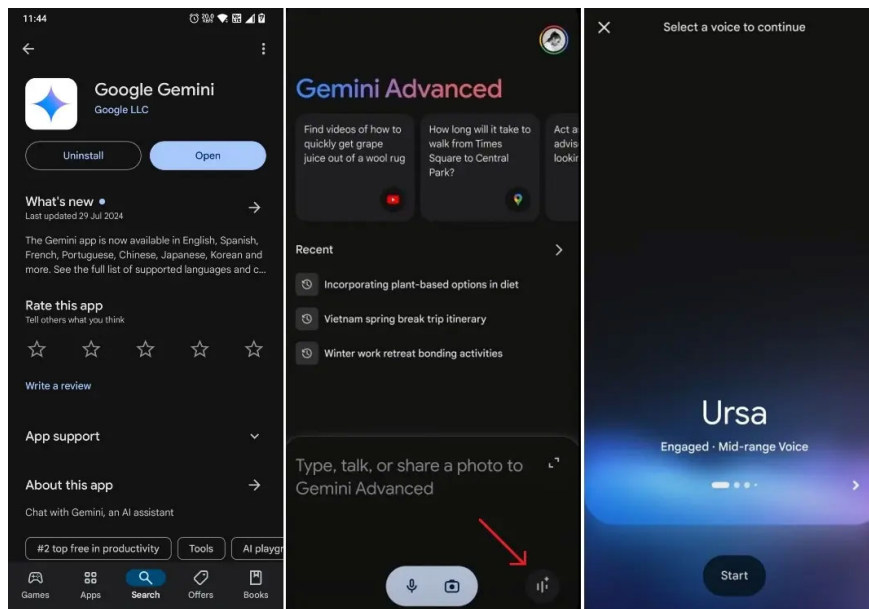 11:44
Google Gemini
Google LLC
Uninstall
Open
What's new
Last updated 29 Jul 2024
The Gemini app is now available in English, Spanish,
French, Portuguese, Chinese, Japanese, Korean and
more. See the full list of supported languages and c...
Rate this app
Tell others what you think
Write a review
App support
About this app
Chat with Gemini, an AI assistant
#2 top free in productivity
Tools
AI playgr
Games
Apps
Search
Offers
Books
Gemini Advanced
Find videos of how to
quickly get grape
juice out of a wool rug
How long will it take to
walk from Times
Square to Central
Park?
Act a
advis
lookin
Recent
Incorporating plant-based options in diet
Vietnam spring break trip itinerary
Winter work retreat bonding activities
Type, talk, or share a photo to
Gemini Advanced
Select a voice to continue
Ursa
Engaged · Mid-range Voice
Start